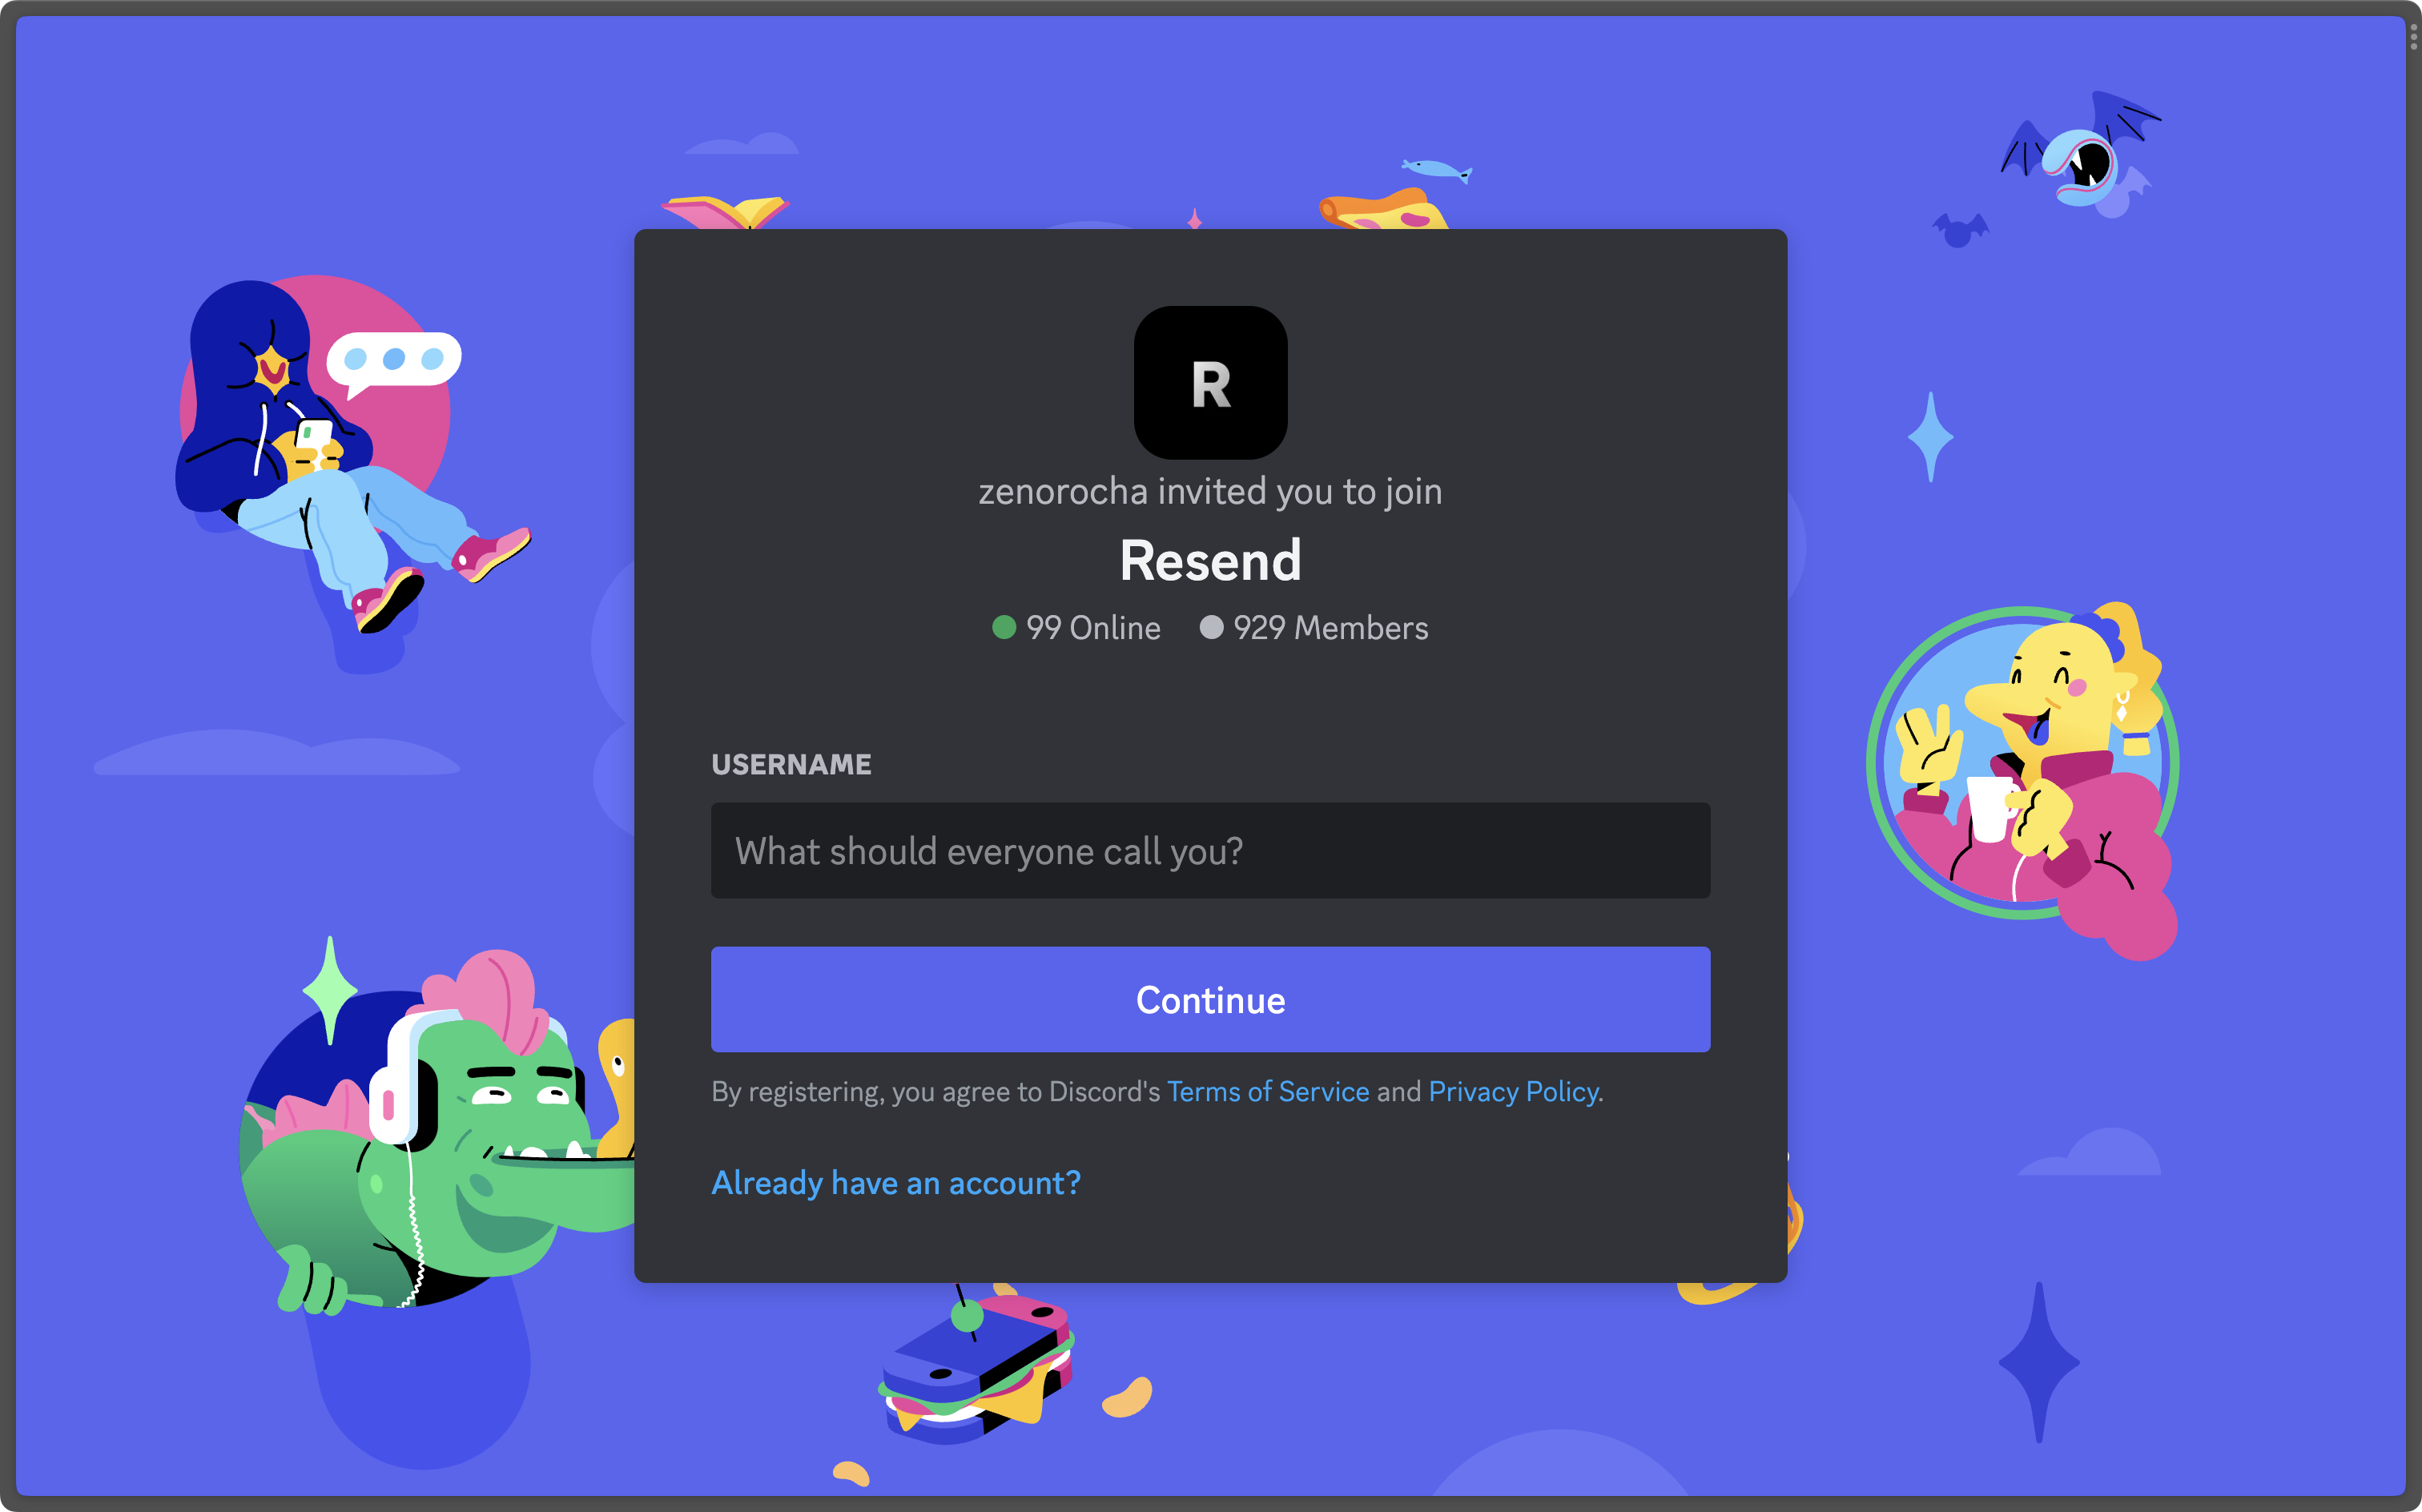 R
zenorocha invited you to join
Resend
99 Online 929 Members
USERNAME
What should everyone call you?
Continue
By registering, you agree to Discord's Terms of Service and Privacy Policy.
Already have an account?